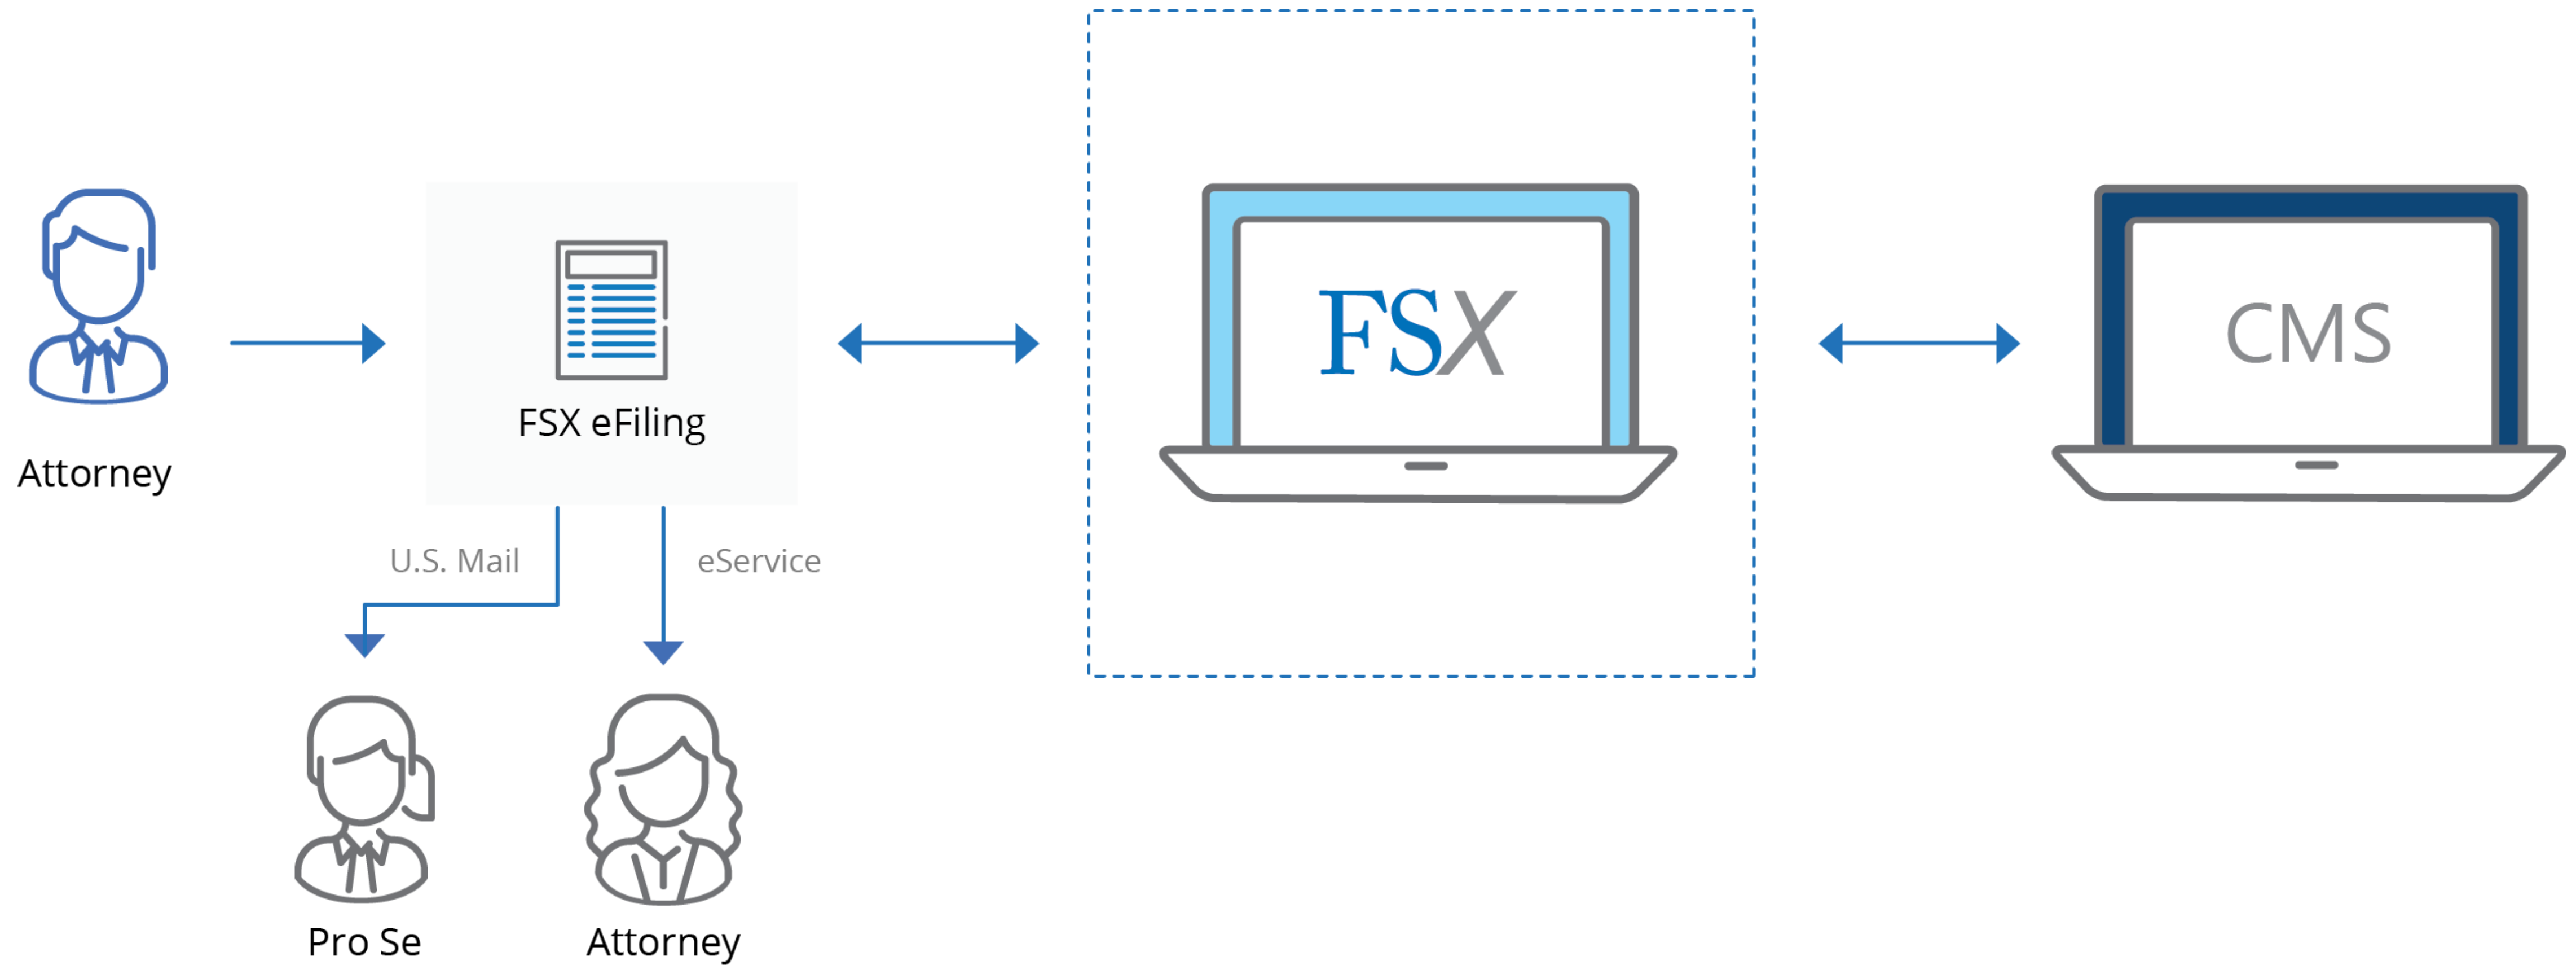 Attorney
FSX eFiling
U.S. Mail
eService
Pro Se
Attorney
FSX
CMS